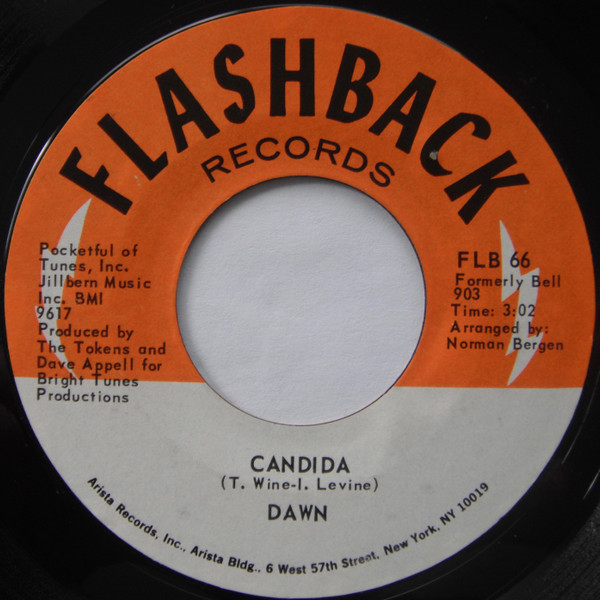 FLASHBACK
RECORDS
Pocketful of
Tunes, Inc.
Jillbern Music
Inc. BMI
9617
Produced by
The Tokens and
Dave Appell for
Bright Tunes
Productions
FLB 66
Formerly Bell
903
Time: 3:02
Arranged by:
Norman Bergen
CANDIDA
(T. Wine-I. Levine)
DAWN
Arista Records, Inc., Arista Bldg., 6 West 57th Street, New York, NY 10019